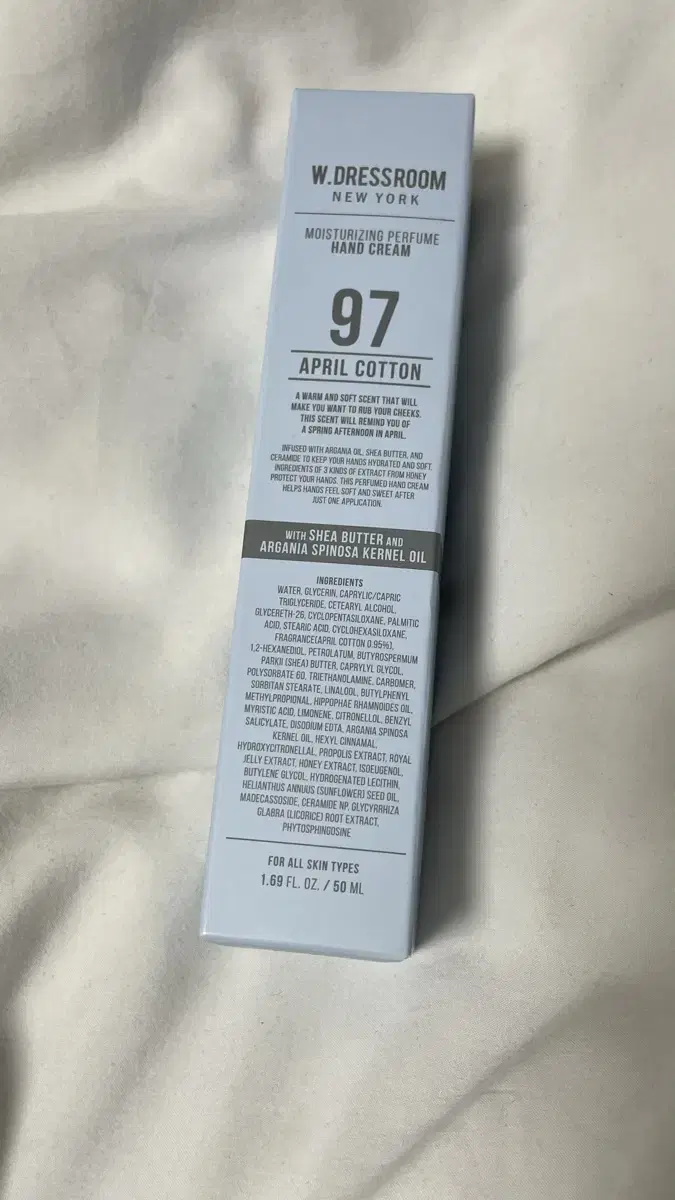 W.DRESSROOM
NEW YORK
MOISTURIZING PERFUME
HAND CREAM
97
APRIL COTTON
A WARM AND SOFT SCENT THAT WILL
MAKE YOU WANT TO RUB YOUR CHEEKS.
THIS SCENT WILL REMIND YOU OF
A SPRING AFTERNOON IN APRIL.
INFUSED WITH ARGANIA OIL, SHEA BUTTER, AND
CERAMIDE TO KEEP YOUR HANDS HYDRATED AND SOFT.
INGREDIENTS OF 3 KINDS OF EXTRACT FROM HONEY
PROTECT YOUR HANDS. THIS PERFUMED HAND CREAM
HELPS HANDS FEEL SOFT AND SWEET AFTER
JUST ONE APPLICATION.
WITH SHEA BUTTER AND
ARGANIA SPINOSA KERNEL OIL
INGREDIENTS
WATER, GLYCERIN, CAPRYLIC/CAPRIC
TRIGLYCERIDE, CETEARYL ALCOHOL,
GLYCERETH-26, CYCLOPENTASILOXANE, PALMITIC
ACID, STEARIC ACID, CYCLOHEXASILOXANE,
FRAGRANCE(APRIL COTTON 0.95%),
1,2-HEXANEDIOL, PETROLATUM, BUTYROSPERMUM
PARKII (SHEA) BUTTER, CAPRYLYL GLYCOL,
POLYSORBATE 60, TRIETHANOLAMINE, CARBOMER,
SORBITAN STEARATE, LINALOOL, BUTYLPHENYL
METHYLPROPIONAL, HIPPOPHAE RHAMNOIDES OIL,
MYRISTIC ACID, LIMONENE, CITRONELLOL, BENZYL
SALICYLATE, DISODIUM EDTA, ARGANIA SPINOSA
KERNEL OIL, HEXYL CINNAMAL,
HYDROXYCITRONELLAL, PROPOLIS EXTRACT, ROYAL
JELLY EXTRACT, HONEY EXTRACT, ISOEUGENOL,
BUTYLENE GLYCOL, HYDROGENATED LECITHIN,
HELIANTHUS ANNUUS (SUNFLOWER) SEED OIL,
MADECASSOSIDE, CERAMIDE NP, GLYCYRRHIZA
GLABRA (LICORICE) ROOT EXTRACT,
PHYTOSPHINGOSINE
FOR ALL SKIN TYPES
1.69 FL. OZ. / 50 ML